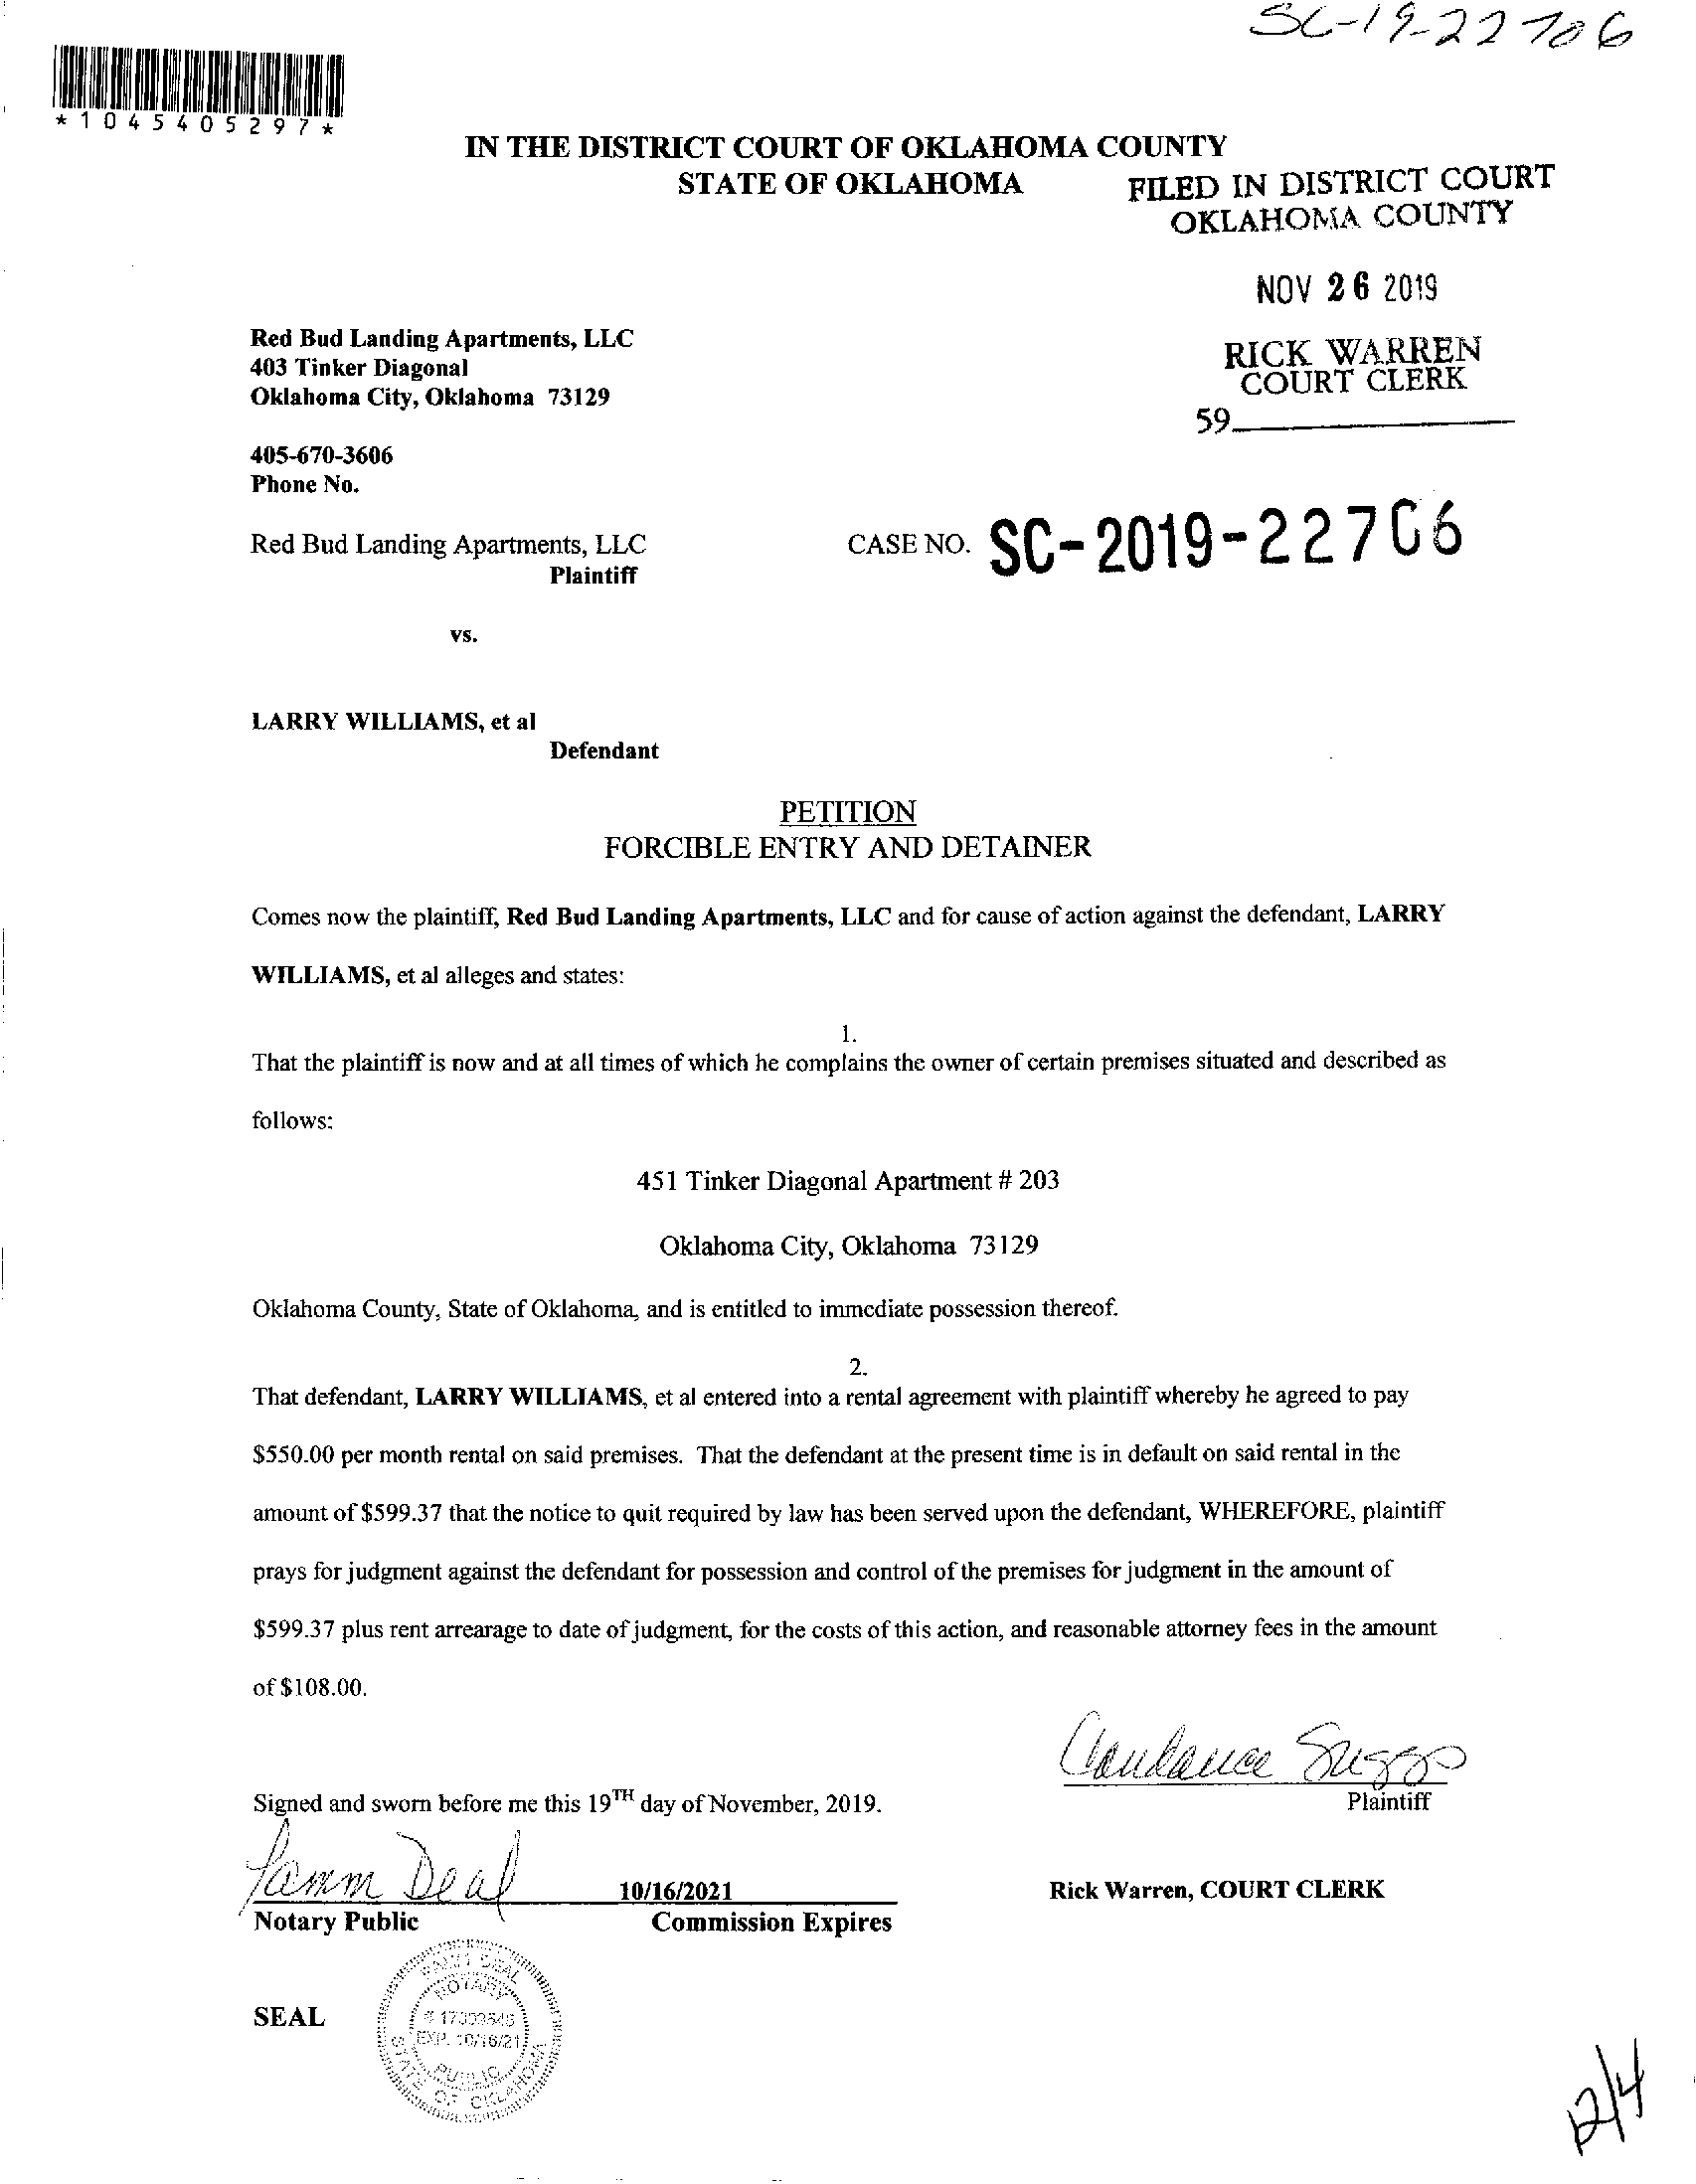 SC-19-22706
*1045405297*
IN THE DISTRICT COURT OF OKLAHOMA COUNTY
STATE OF OKLAHOMA
FILED IN DISTRICT COURT
OKLAHOMA COUNTY
NOV 26 2019
RICK WARREN
COURT CLERK
59
Red Bud Landing Apartments, LLC
403 Tinker Diagonal
Oklahoma City, Oklahoma 73129
405-670-3606
Phone No.
Red Bud Landing Apartments, LLC
Plaintiff
CASE NO. SC-2019-22706
vs.
LARRY WILLIAMS, et al
Defendant
PETITION
FORCIBLE ENTRY AND DETAINER
Comes now the plaintiff, Red Bud Landing Apartments, LLC and for cause of action against the defendant, LARRY
WILLIAMS, et al alleges and states:
1.
That the plaintiff is now and at all times of which he complains the owner of certain premises situated and described as
follows:
451 Tinker Diagonal Apartment # 203
Oklahoma City, Oklahoma 73129
Oklahoma County, State of Oklahoma, and is entitled to immediate possession thereof.
2.
That defendant, LARRY WILLIAMS, et al entered into a rental agreement with plaintiff whereby he agreed to pay
$550.00 per month rental on said premises. That the defendant at the present time is in default on said rental in the
amount of $599.37 that the notice to quit required by law has been served upon the defendant, WHEREFORE, plaintiff
prays for judgment against the defendant for possession and control of the premises for judgment in the amount of
$599.37 plus rent arrearage to date of judgment, for the costs of this action, and reasonable attorney fees in the amount
of $108.00.
Candance Suggs
Plaintiff
Signed and sworn before me this 19TH day of November, 2019.
Tammi Deal
10/16/2021
Notary Public
Commission Expires
Rick Warren, COURT CLERK
SEAL
DEAL
NOTARY
EXP. 10/16/21
PUBLIC
STATE OF OKLAHOMA
12/4